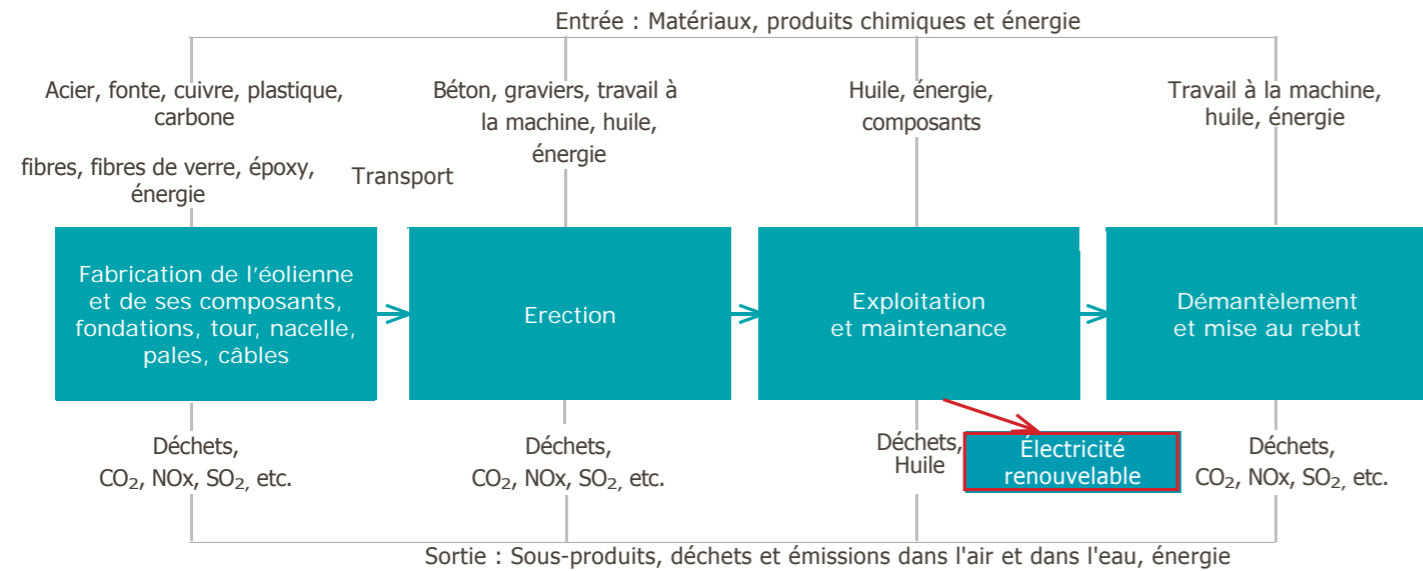 Entrée : Matériaux, produits chimiques et énergie
Acier, fonte, cuivre, plastique,
carbone
fibres, fibres de verre, époxy,
énergie
Transport
Béton, graviers, travail à
la machine, huile,
énergie
Huile, énergie,
composants
Travail à la machine,
huile, énergie
Fabrication de l'éolienne
et de ses composants,
fondations, tour, nacelle,
pales, câbles
Erection
Exploitation
et maintenance
Démantèlement
et mise au rebut
Déchets,
CO₂, NOx, SO₂, etc.
Déchets,
CO₂, NOx, SO₂, etc.
Déchets,
Huile
Électricité
renouvelable
Déchets,
CO₂, NOx, SO₂, etc.
Sortie : Sous-produits, déchets et émissions dans l'air et dans l'eau, énergie